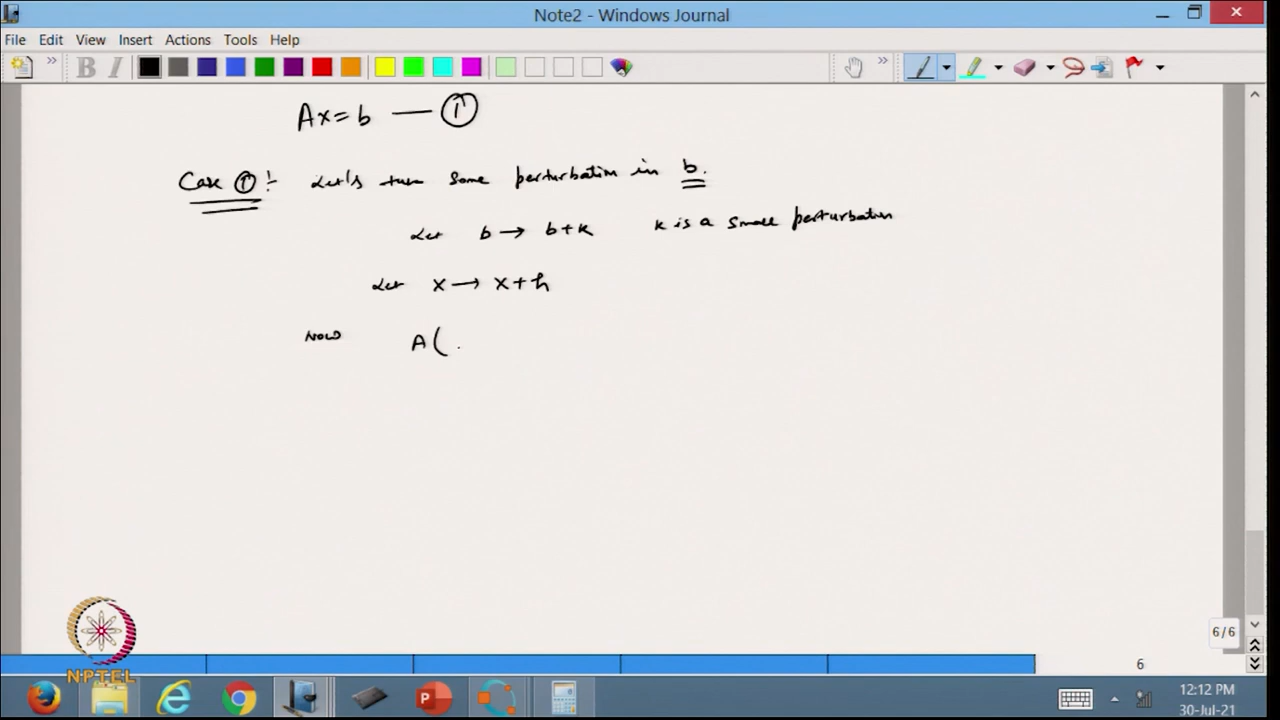 Note2 - Windows Journal
File Edit View Insert Actions Tools Help
Ax = b — ①
Case ①:- Let's some perturbation in b.
Let b → b+k k is a small perturbation
Let x → x+h
Now A(
6/6
6
NPTEL
12:12 PM
30-Jul-21